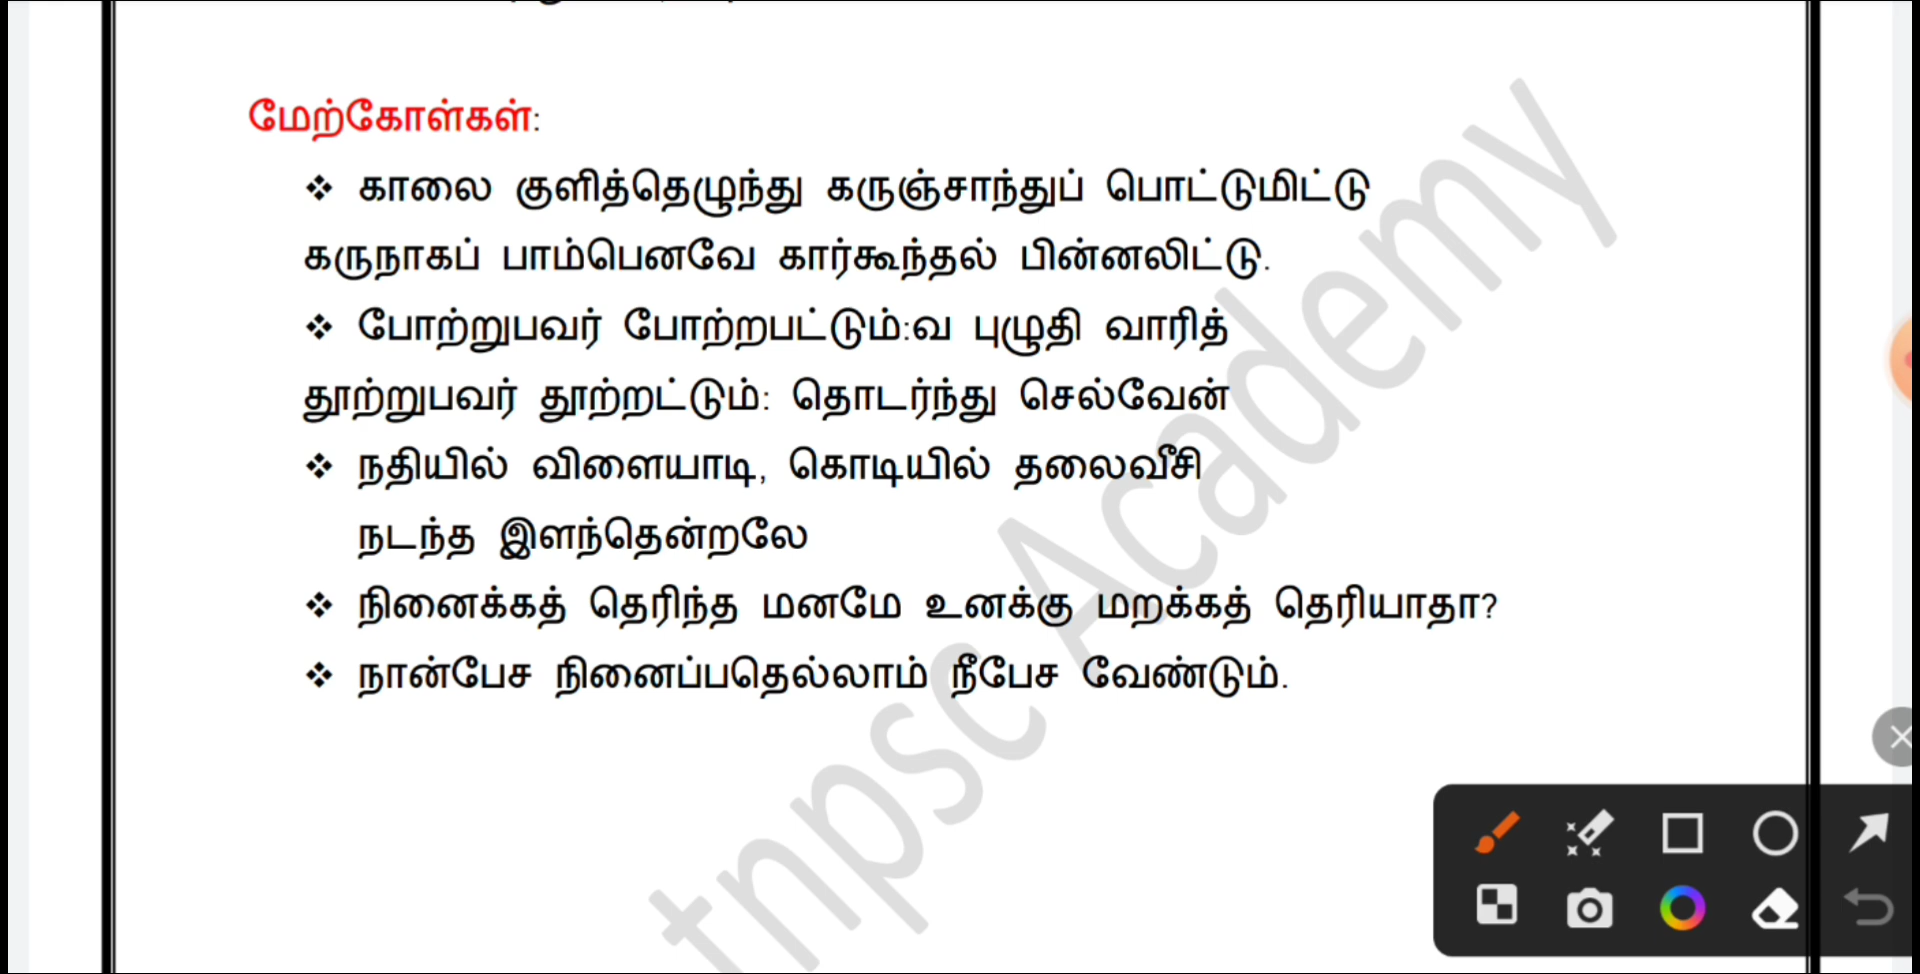 மேற்கோள்கள்:
❖ காலை குளித்தெழுந்து கருஞ்சாந்துப் பொட்டுமிட்டு
கருநாகப் பாம்பெனவே கார்கூந்தல் பின்னலிட்டு.
❖ போற்றுபவர் போற்றபட்டும்:வ புழுதி வாரித்
தூற்றுபவர் தூற்றட்டும்: தொடர்ந்து செல்வேன்
❖ நதியில் விளையாடி, கொடியில் தலைவீசி
நடந்த இளந்தென்றலே
❖ நினைக்கத் தெரிந்த மனமே உனக்கு மறக்கத் தெரியாதா?
❖ நான்பேச நினைப்பதெல்லாம் நீபேச வேண்டும்.
tnpsc Academy